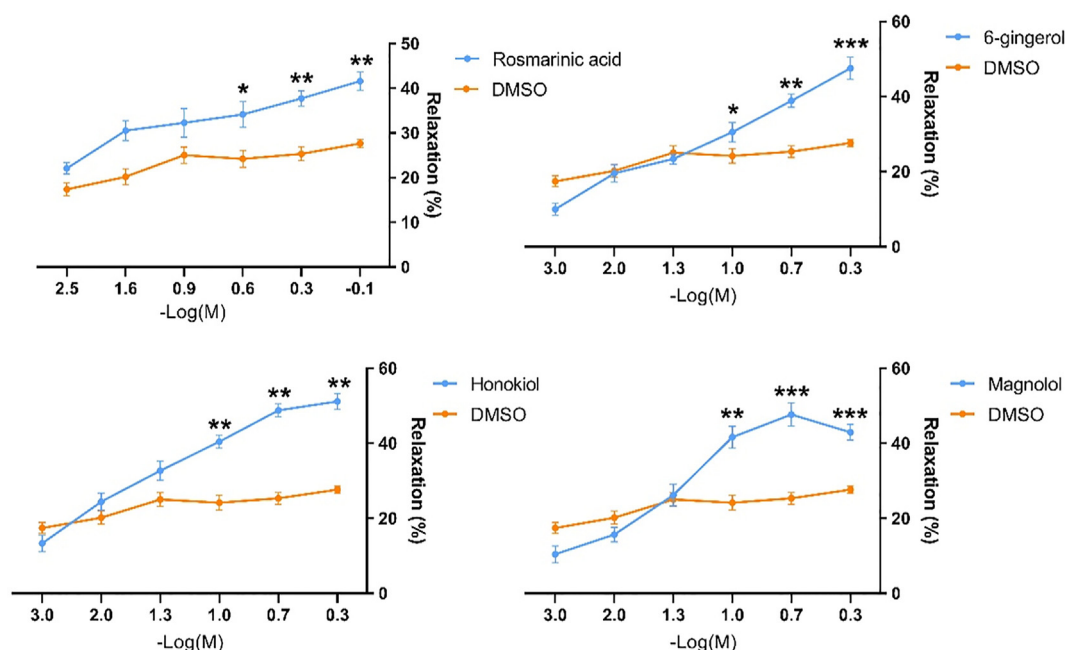 Rosmarinic acid
DMSO
50
40
30
20
10
0
Relaxation (%)
* ** **
2.5 1.6 0.9 0.6 0.3 -0.1
-Log(M)
6-gingerol
DMSO
60
40
20
0
Relaxation (%)
* ** ***
3.0 2.0 1.3 1.0 0.7 0.3
-Log(M)
Honokiol
DMSO
60
40
20
0
Relaxation (%)
** ** **
3.0 2.0 1.3 1.0 0.7 0.3
-Log(M)
Magnolol
DMSO
60
40
20
0
Relaxation (%)
** *** ***
3.0 2.0 1.3 1.0 0.7 0.3
-Log(M)